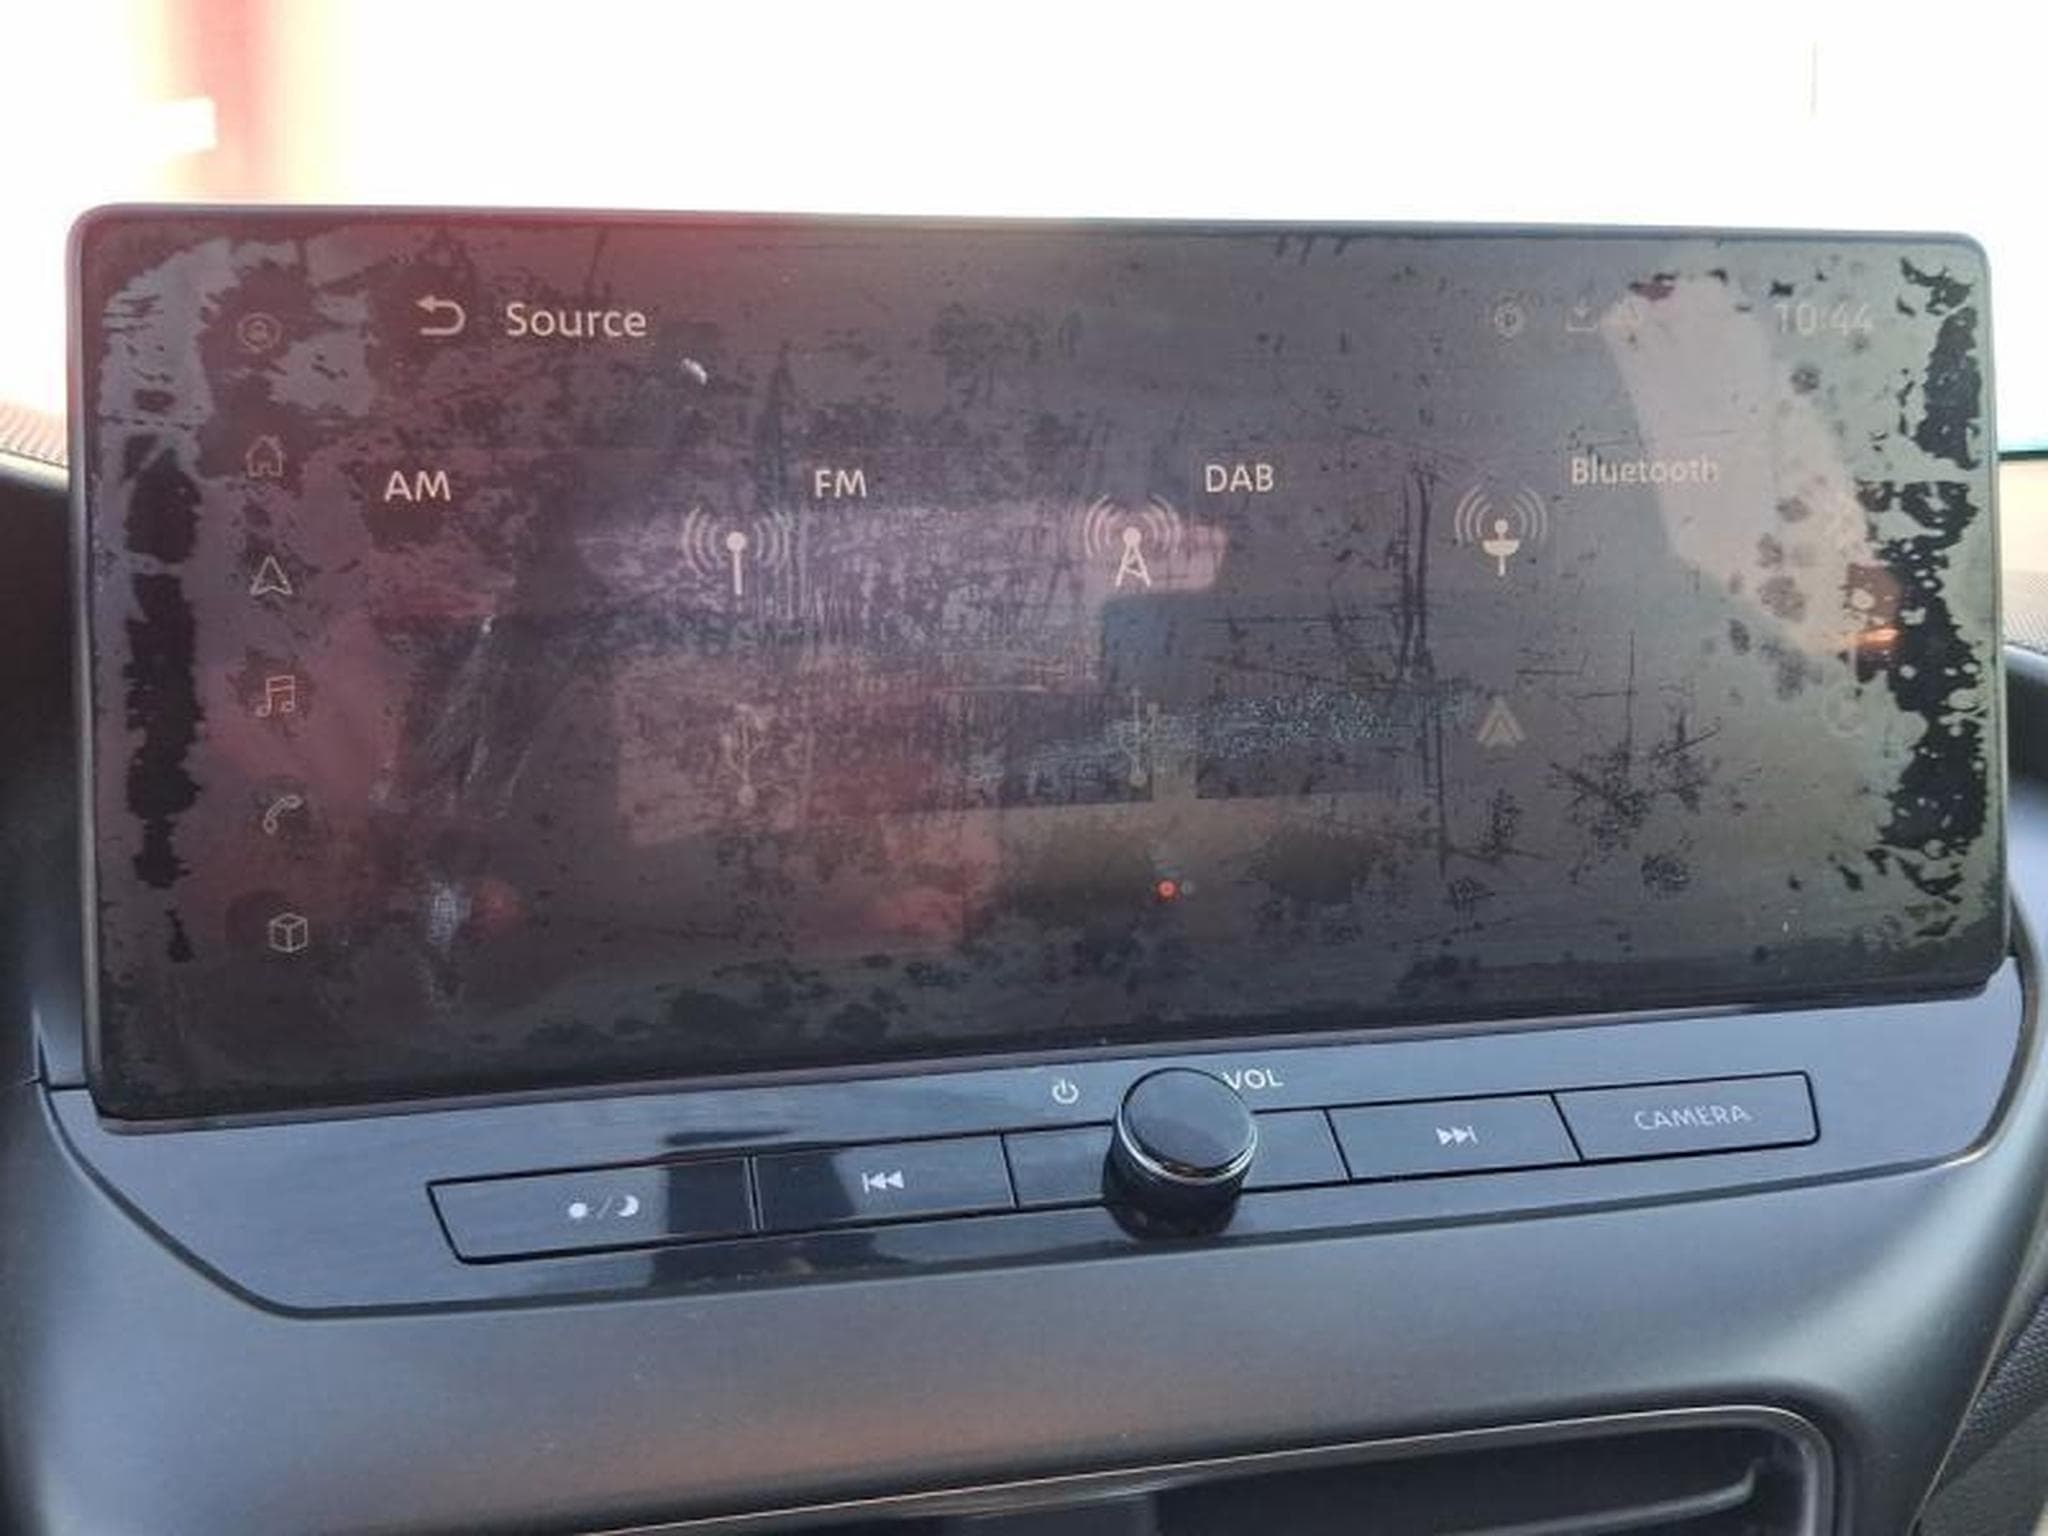 Source
10:44
AM
FM
DAB
Bluetooth
VOL
CAMERA